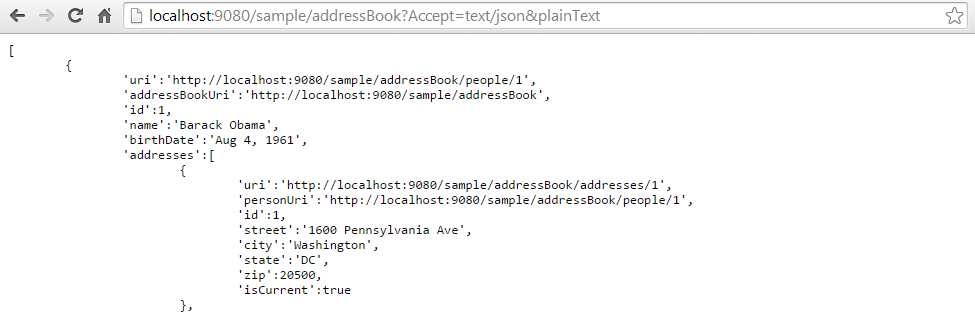 localhost:9080/sample/addressBook?Accept=text/json&plainText
[
{
'uri':'http://localhost:9080/sample/addressBook/people/1',
'addressBookUri':'http://localhost:9080/sample/addressBook',
'id':1,
'name':'Barack Obama',
'birthDate':'Aug 4, 1961',
'addresses':[
{
'uri':'http://localhost:9080/sample/addressBook/addresses/1',
'personUri':'http://localhost:9080/sample/addressBook/people/1',
'id':1,
'street':'1600 Pennsylvania Ave',
'city':'Washington',
'state':'DC',
'zip':20500,
'isCurrent':true
},